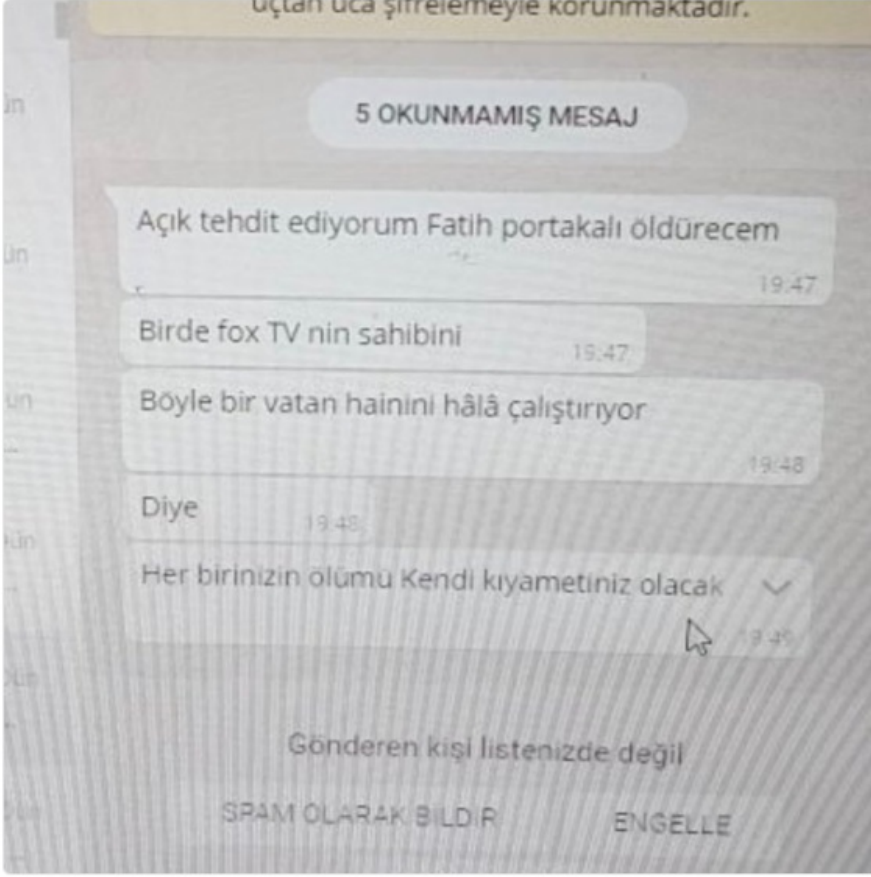 uçtan uca şifrelemeyle korunmaktadır.
5 OKUNMAMIŞ MESAJ
Açık tehdit ediyorum Fatih portakalı öldürecem
19:47
Birde fox TV nin sahibini
19:47
Böyle bir vatan hainini hâlâ çalıştırıyor
19:48
Diye
19:48
Her birinizin ölümü Kendi kıyametiniz olacak
19:49
Gönderen kişi listenizde değil
SPAM OLARAK BİLDİR ENGELLE